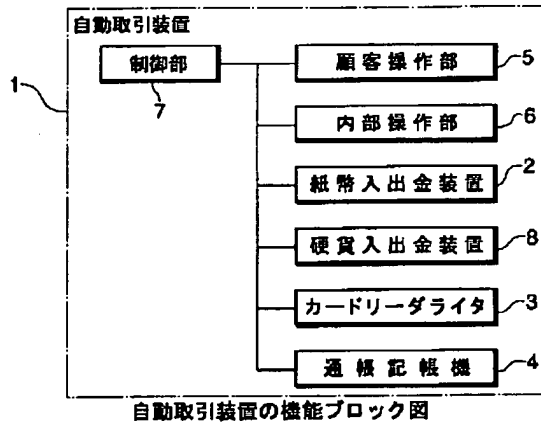 自動取引装置
制御部
7
1
顧客操作部
5
内部操作部
6
紙幣入出金装置
2
硬貨入出金装置
8
カードリーダライタ
3
通帳記帳機
4
自動取引装置の機能ブロック図